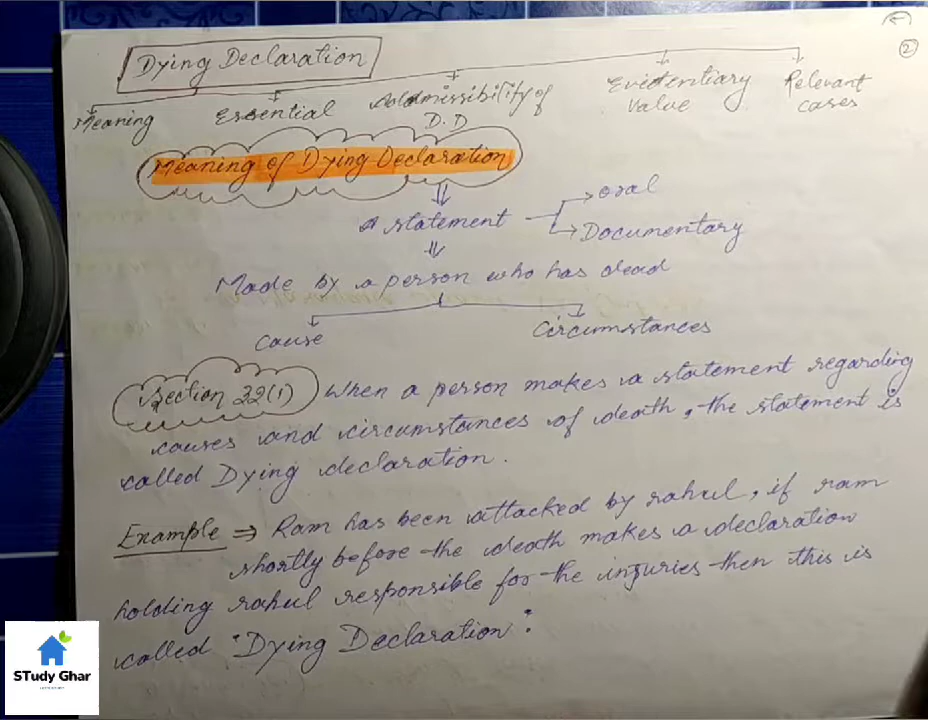 2
Dying Declaration
Meaning Essential Addmissibility of D.D Evidentiary Value Relevant cases
Meaning of Dying Declaration
A statement → oral
→ Documentary
Made by a person who has dead
Cause Circumstances
Section 32(1) When a person makes a statement regarding
causes and circumstances of death, the statement is
called Dying declaration.
Example ⇒ Ram has been attacked by rahul, if ram
shortly before the death makes a declaration
holding rahul responsible for the injuries then this is
called "Dying Declaration".
STudy Ghar